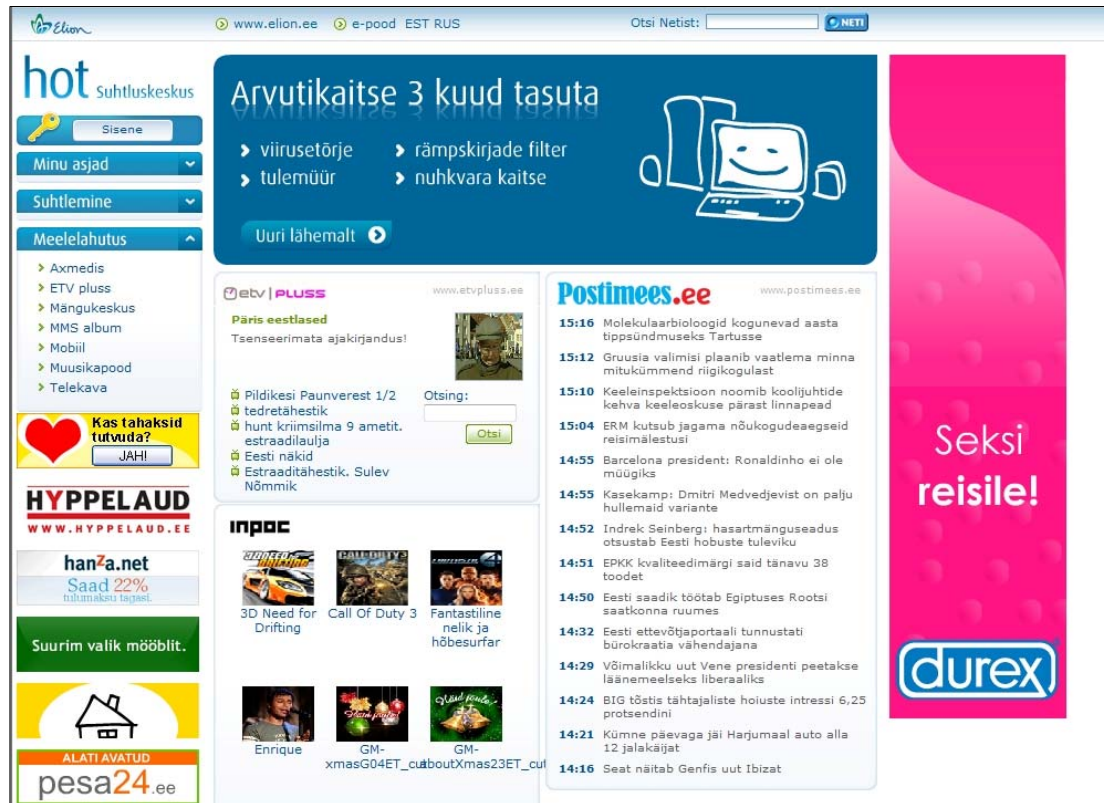 Elion
www.elion.ee e-pood EST RUS
Otsi Netist: NETI
hot Suhtluskeskus
Sisene
Minu asjad
Suhtlemine
Meelelahutus
Axmedis
ETV pluss
Mängukeskus
MMS album
Mobiil
Muusikapood
Telekava
Kas tahaksid
tutvuda?
JAH!
HYPPELAUD
WWW.HYPPELAUD.EE
hanza.net
Saad 22%
tulumaksu tagasi.
Suurim valik mööblit.
ALATI AVATUD
pesa24.ee
Arvutikaitse 3 kuud tasuta
viirusetõrje rämpskirjade filter
tulemüür nuhkvara kaitse
Uuri lähemalt
etv|PLUSS www.etvpluss.ee
Päris eestlased
Tsenseerimata ajakirjandus!
Pildikesi Paunverest 1/2
tedretähestik
hunt kriimsilma 9 ametit.
estraadilaulja
Eesti näkid
Estraaditähestik. Sulev
Nõmmik
Otsing:
Otsi
INPOC
3D Need for
Drifting
CALL OF DUTY 3
Call Of Duty 3
Fantastiline
nelik ja
hõbesurfar
Enrique
Häid jõule!
GM-
xmasG04ET_cut
Häid jõule!
GM-
aboutXmas23ET_cut
Postimees.ee www.postimees.ee
15:16 Molekulaarbioloogid kogunevad aasta
tippsündmuseks Tartusse
15:12 Gruusia valimisi plaanib vaatlema minna
mitukümmend riigikogulast
15:10 Keeleinspektsioon noomib koolijuhtide
kehva keeleoskuse pärast linnapead
15:04 ERM kutsub jagama nõukogudeaegseid
reisimälestusi
14:55 Barcelona president: Ronaldinho ei ole
müügiks
14:55 Kasekamp: Dmitri Medvedjevist on palju
hullemaid variante
14:52 Indrek Seinberg: hasartmänguseadus
otsustab Eesti hobuste tuleviku
14:51 EPKK kvaliteedimärgi said tänavu 38
toodet
14:50 Eesti saadik töötab Egiptuses Rootsi
saatkonna ruumes
14:32 Eesti ettevõtjaportaali tunnustati
bürokraatia vähendajana
14:29 Võimalikku uut Vene presidenti peetakse
läänemeelseks liberaaliks
14:24 BIG tõstis tähtajaliste hoiuste intressi 6,25
protsendini
14:21 Kümne päevaga jäi Harjumaal auto alla
12 jalakäijat
14:16 Seat näitab Genfis uut Ibizat
Seksi
reisile!
durex